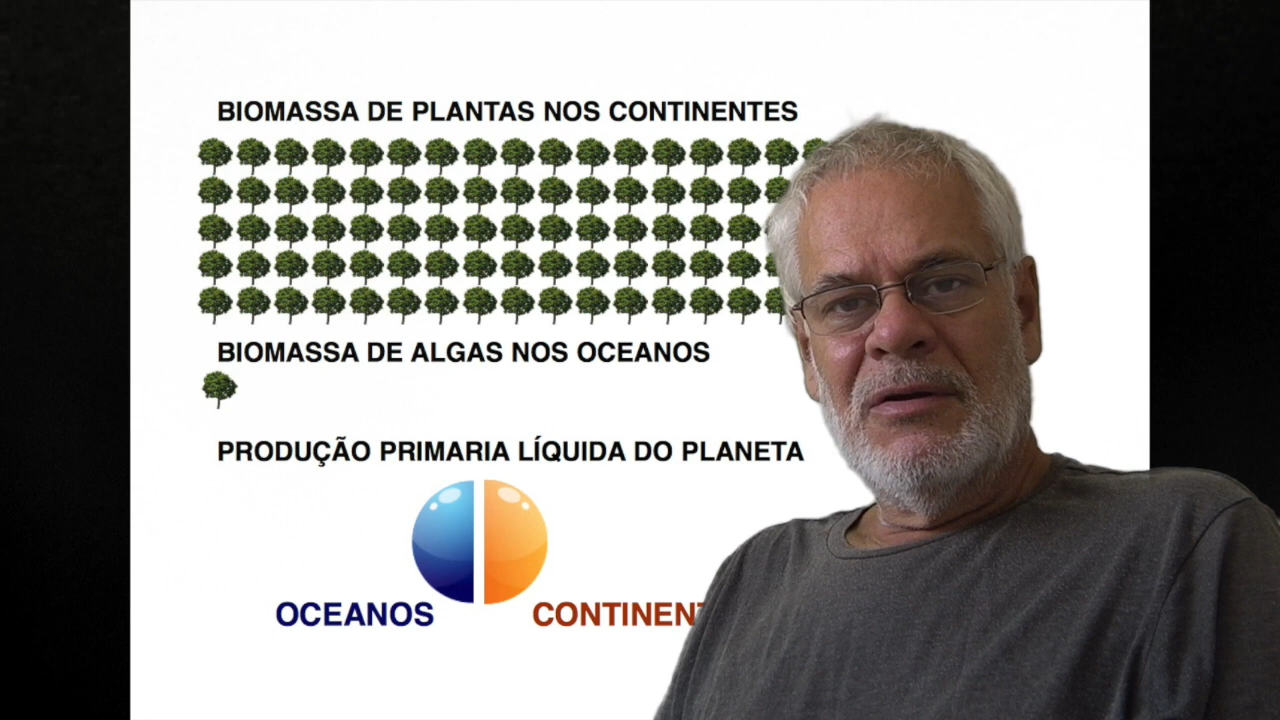 BIOMASSA DE PLANTAS NOS CONTINENTES
BIOMASSA DE ALGAS NOS OCEANOS
PRODUÇÃO PRIMARIA LÍQUIDA DO PLANETA
OCEANOS